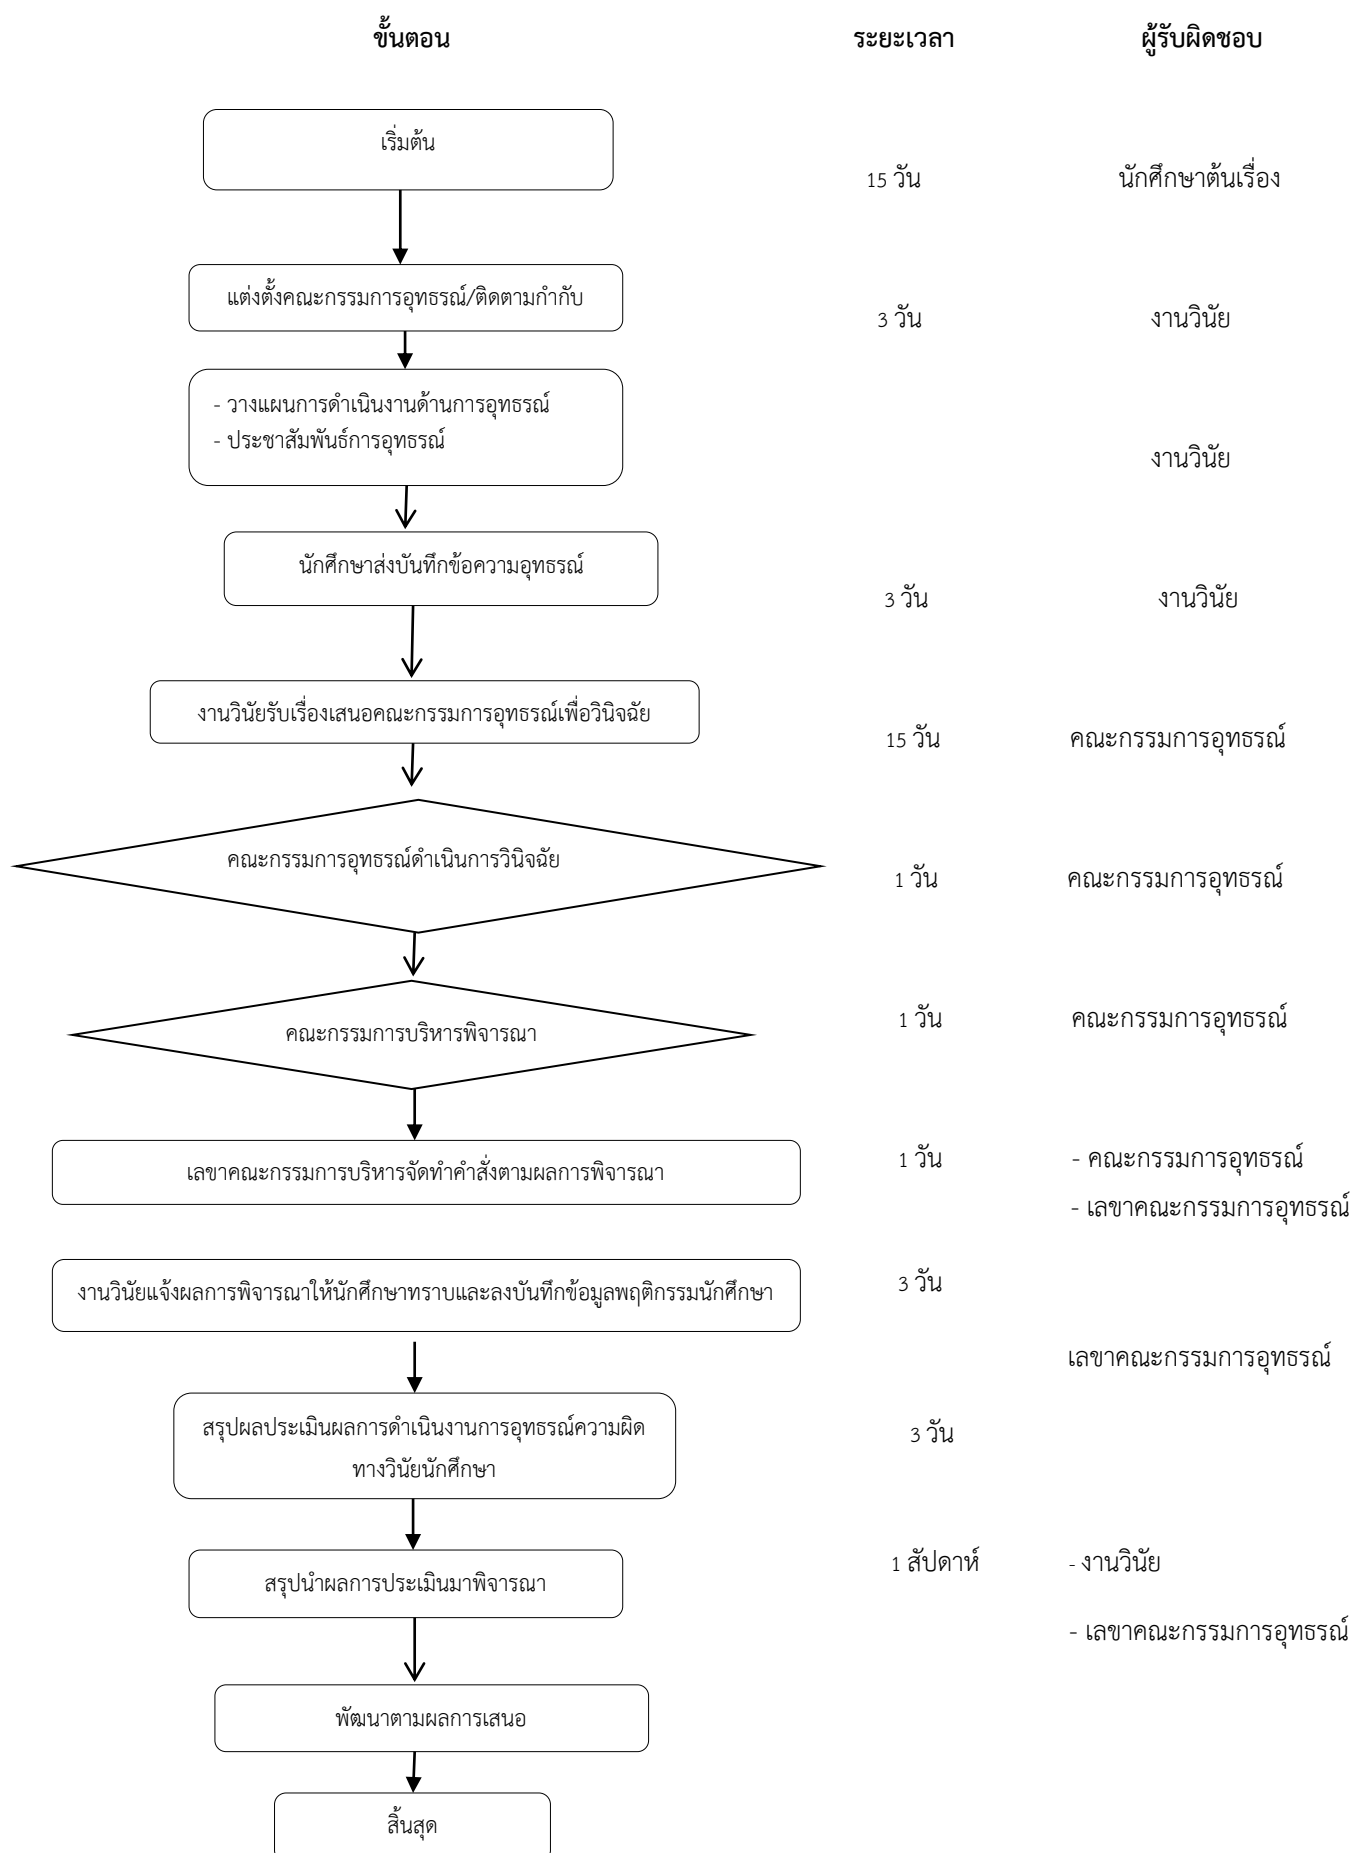 ขั้นตอน ระยะเวลา ผู้รับผิดชอบ
เริ่มต้น
15 วัน นักศึกษาต้นเรื่อง
แต่งตั้งคณะกรรมการอุทธรณ์/ติดตามกำกับ
3 วัน งานวินัย
- วางแผนการดำเนินงานด้านการอุทธรณ์
- ประชาสัมพันธ์การอุทธรณ์
งานวินัย
นักศึกษาส่งบันทึกข้อความอุทธรณ์
3 วัน งานวินัย
งานวินัยรับเรื่องเสนอคณะกรรมการอุทธรณ์เพื่อวินิจฉัย
15 วัน คณะกรรมการอุทธรณ์
คณะกรรมการอุทธรณ์ดำเนินการวินิจฉัย
1 วัน คณะกรรมการอุทธรณ์
คณะกรรมการบริหารพิจารณา
1 วัน คณะกรรมการอุทธรณ์
เลขาคณะกรรมการบริหารจัดทำคำสั่งตามผลการพิจารณา
1 วัน - คณะกรรมการอุทธรณ์
- เลขาคณะกรรมการอุทธรณ์
งานวินัยแจ้งผลการพิจารณาให้นักศึกษาทราบและลงบันทึกข้อมูลพฤติกรรมนักศึกษา
3 วัน
เลขาคณะกรรมการอุทธรณ์
สรุปผลประเมินผลการดำเนินงานการอุทธรณ์ความผิด
ทางวินัยนักศึกษา
3 วัน
สรุปนำผลการประเมินมาพิจารณา
1 สัปดาห์ - งานวินัย
- เลขาคณะกรรมการอุทธรณ์
พัฒนาตามผลการเสนอ
สิ้นสุด